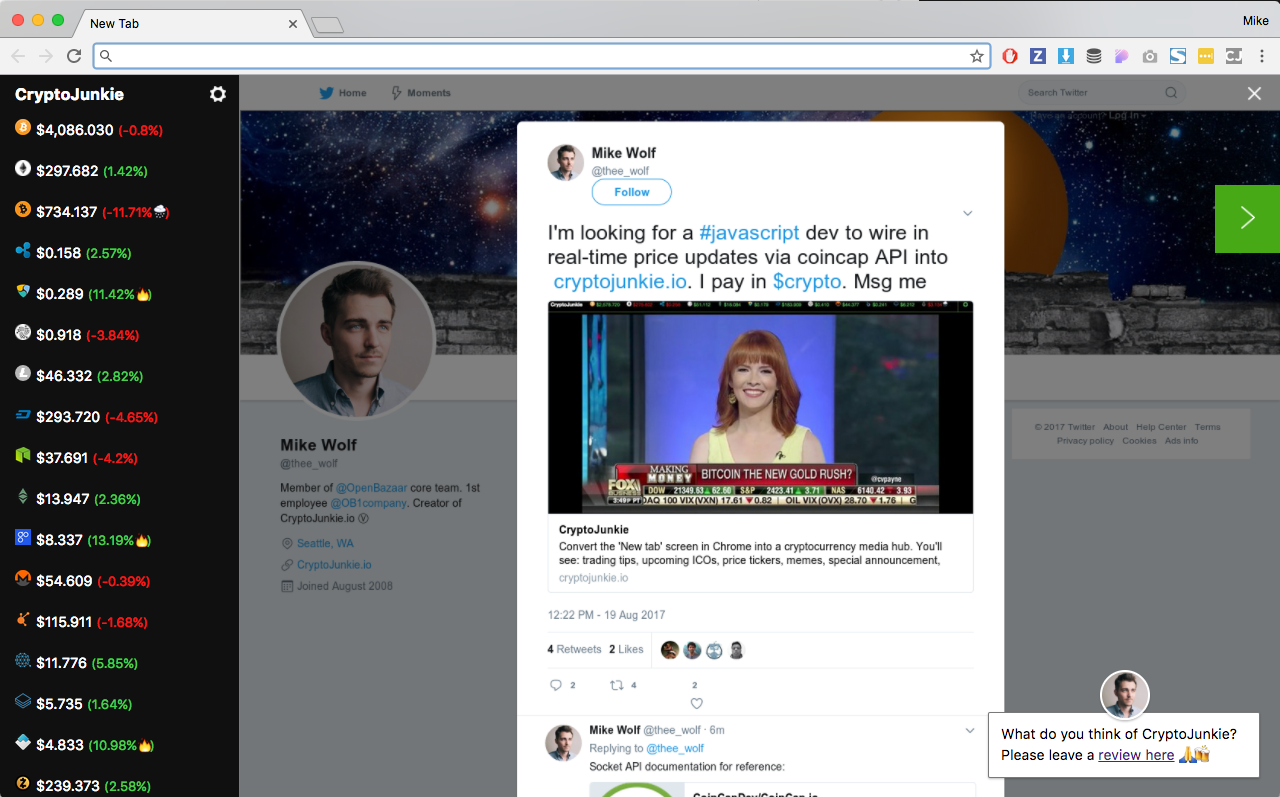 New Tab
Mike
CryptoJunkie
$4,086.030 (-0.8%)
$297.682 (1.42%)
$734.137 (-11.71%🌧)
$0.158 (2.57%)
$0.289 (11.42%🔥)
$0.918 (-3.84%)
$46.332 (2.82%)
$293.720 (-4.65%)
$37.691 (-4.2%)
$13.947 (2.36%)
$8.337 (13.19%🔥)
$54.609 (-0.39%)
$115.911 (-1.68%)
$11.776 (5.85%)
$5.735 (1.64%)
$4.833 (10.98%🔥)
$239.373 (2.58%)
Home
Moments
Search Twitter
Have an account? Log in
Mike Wolf
@thee_wolf
Member of @OpenBazaar core team. 1st
employee @OB1company. Creator of
CryptoJunkie.io Ⓥ
Seattle, WA
CryptoJunkie.io
Joined August 2008
Mike Wolf
@thee_wolf
Follow
I'm looking for a #javascript dev to wire in
real-time price updates via coincap API into
cryptojunkie.io. I pay in $crypto. Msg me
CryptoJunkie
MAKING
MONEY
BITCOIN THE NEW GOLD RUSH?
@cvpayne
FOX
BUSINESS
DOW 21349.63▲62.60 S&P 2423.41▲3.71 NAS 6140.42▼3.93
3:49P PT
DAQ 100 VIX(VXN) 17.61▼0.82 | OIL VIX(OVX) 28.70▼1.76 | G
CryptoJunkie
Convert the 'New tab' screen in Chrome into a cryptocurrency media hub. You'll
see: trading tips, upcoming ICOs, price tickers, memes, special announcement,
cryptojunkie.io
12:22 PM - 19 Aug 2017
4 Retweets 2 Likes
2
4
2
Mike Wolf @thee_wolf · 6m
Replying to @thee_wolf
Socket API documentation for reference:
CoinCapDev/CoinCap.io
© 2017 Twitter About Help Center Terms
Privacy policy Cookies Ads info
What do you think of CryptoJunkie?
Please leave a review here 🙏🍻